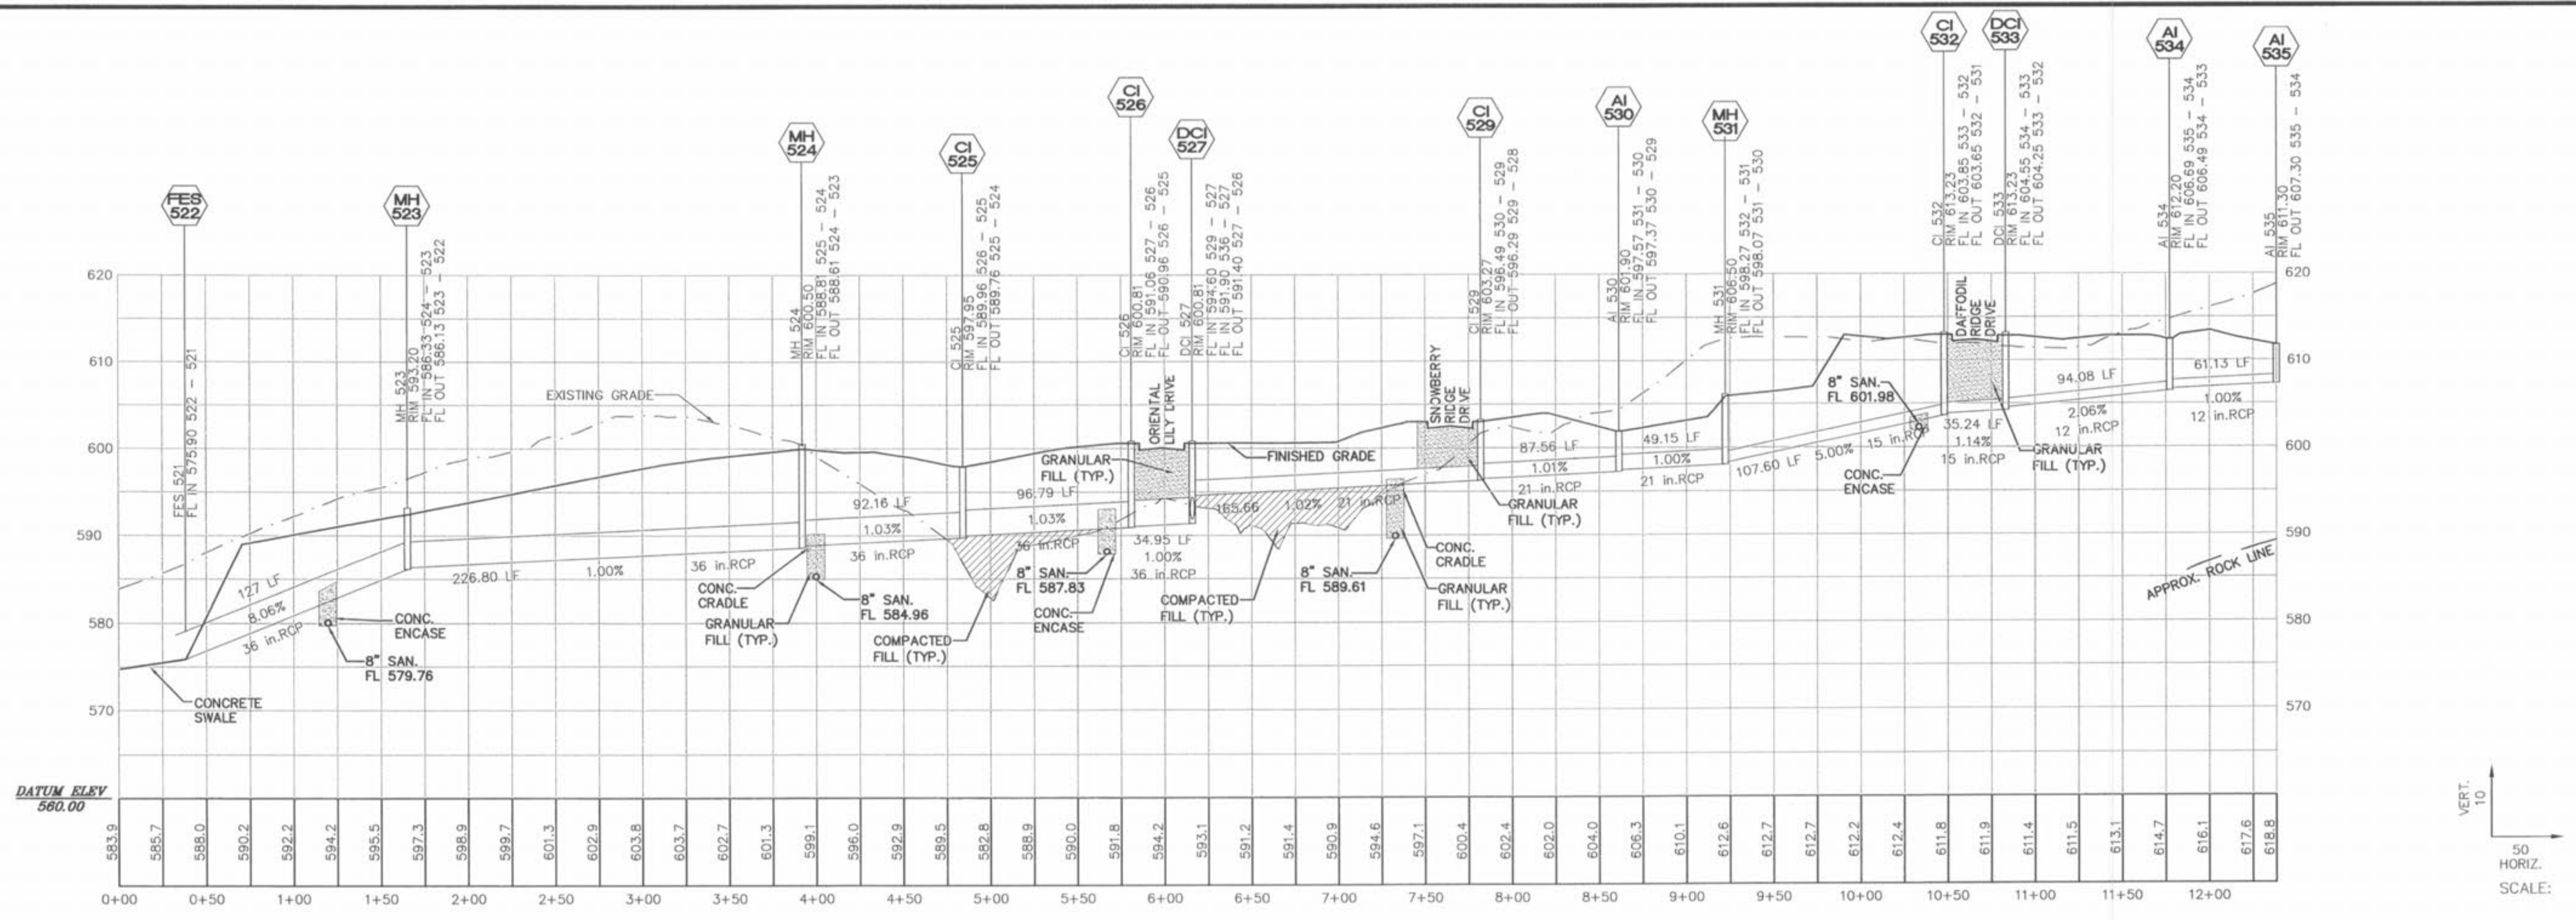 FES
522
MH
523
MH
524
CI
525
CI
526
DCI
527
CI
529
AI
530
MH
531
CI
532
DCI
533
AI
534
AI
535
FES 521
FL IN 575.90 522 - 521
MH 523
RIM 593.20
FL IN 586.33 524 - 523
FL OUT 586.13 523 - 522
MH 524
RIM 600.50
FL IN 588.81 525 - 524
FL OUT 588.61 524 - 523
CI 525
RIM 597.95
FL IN 589.96 526 - 525
FL OUT 589.76 525 - 524
CI 526
RIM 600.81
FL IN 591.06 527 - 526
FL OUT 590.96 526 - 525
DCI 527
RIM 600.81
FL IN 594.60 529 - 527
FL IN 591.90 536 - 527
FL OUT 591.40 527 - 526
CI 529
RIM 603.27
FL IN 596.49 530 - 529
FL OUT 596.29 529 - 528
AI 530
RIM 601.90
FL IN 597.57 531 - 530
FL OUT 597.37 530 - 529
MH 531
RIM 606.50
FL IN 598.27 532 - 531
FL OUT 598.07 531 - 530
CI 532
RIM 613.23
FL IN 603.85 533 - 532
FL OUT 603.65 532 - 531
DCI 533
RIM 613.23
FL IN 604.55 534 - 533
FL OUT 604.25 533 - 532
AI 534
RIM 612.20
FL IN 606.69 535 - 534
FL OUT 606.49 534 - 533
AI 535
RIM 611.30
FL OUT 607.30 535 - 534
620
610
600
590
580
570
620
610
600
590
580
570
EXISTING GRADE
127 LF
8.06%
36 in.RCP
CONC.
ENCASE
8" SAN.
FL 579.76
CONCRETE
SWALE
226.80 LF
1.00%
36 in.RCP
CONC.
CRADLE
GRANULAR
FILL (TYP.)
8" SAN.
FL 584.96
92.16 LF
1.03%
36 in.RCP
COMPACTED
FILL (TYP.)
96.79 LF
1.03%
36 in.RCP
GRANULAR
FILL (TYP.)
ORIENTAL
LILY DRIVE
8" SAN.
FL 587.83
CONC.
ENCASE
34.95 LF
1.00%
36 in.RCP
COMPACTED
FILL (TYP.)
FINISHED GRADE
165.66
1.02%
21 in.RCP
8" SAN.
FL 589.61
SNOWBERRY
RIDGE
DRIVE
CONC.
CRADLE
GRANULAR
FILL (TYP.)
GRANULAR
FILL (TYP.)
87.56 LF
1.01%
21 in.RCP
49.15 LF
1.00%
21 in.RCP
107.60 LF
5.00%
15 in.RCP
8" SAN.
FL 601.98
CONC.
ENCASE
DAFFODIL
RIDGE
DRIVE
35.24 LF
1.14%
15 in.RCP
GRANULAR
FILL (TYP.)
94.08 LF
2.06%
12 in.RCP
61.13 LF
1.00%
12 in.RCP
APPROX. ROCK LINE
DATUM ELEV
560.00
583.9 585.7 588.0 590.2 592.2 594.2 595.5 597.3 598.9 599.7 601.3 602.9 603.8 603.7 602.7 601.3 599.1 596.0 592.9 589.5 582.8 588.9 590.0 591.8 594.2 593.1 591.2 591.4 590.9 594.6 597.1 600.4 602.4 602.0 604.0 606.3 610.1 612.6 612.7 612.7 612.2 612.4 611.8 611.9 611.4 611.5 613.1 614.7 616.1 617.6 618.8
0+00 0+50 1+00 1+50 2+00 2+50 3+00 3+50 4+00 4+50 5+00 5+50 6+00 6+50 7+00 7+50 8+00 8+50 9+00 9+50 10+00 10+50 11+00 11+50 12+00
VERT.
10
50
HORIZ.
SCALE: